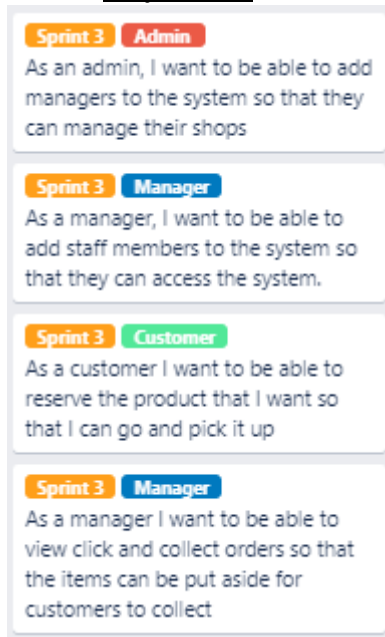 Sprint 3 Admin
As an admin, I want to be able to add
managers to the system so that they
can manage their shops
Sprint 3 Manager
As a manager, I want to be able to
add staff members to the system so
that they can access the system.
Sprint 3 Customer
As a customer I want to be able to
reserve the product that I want so
that I can go and pick it up
Sprint 3 Manager
As a manager I want to be able to
view click and collect orders so that
the items can be put aside for
customers to collect